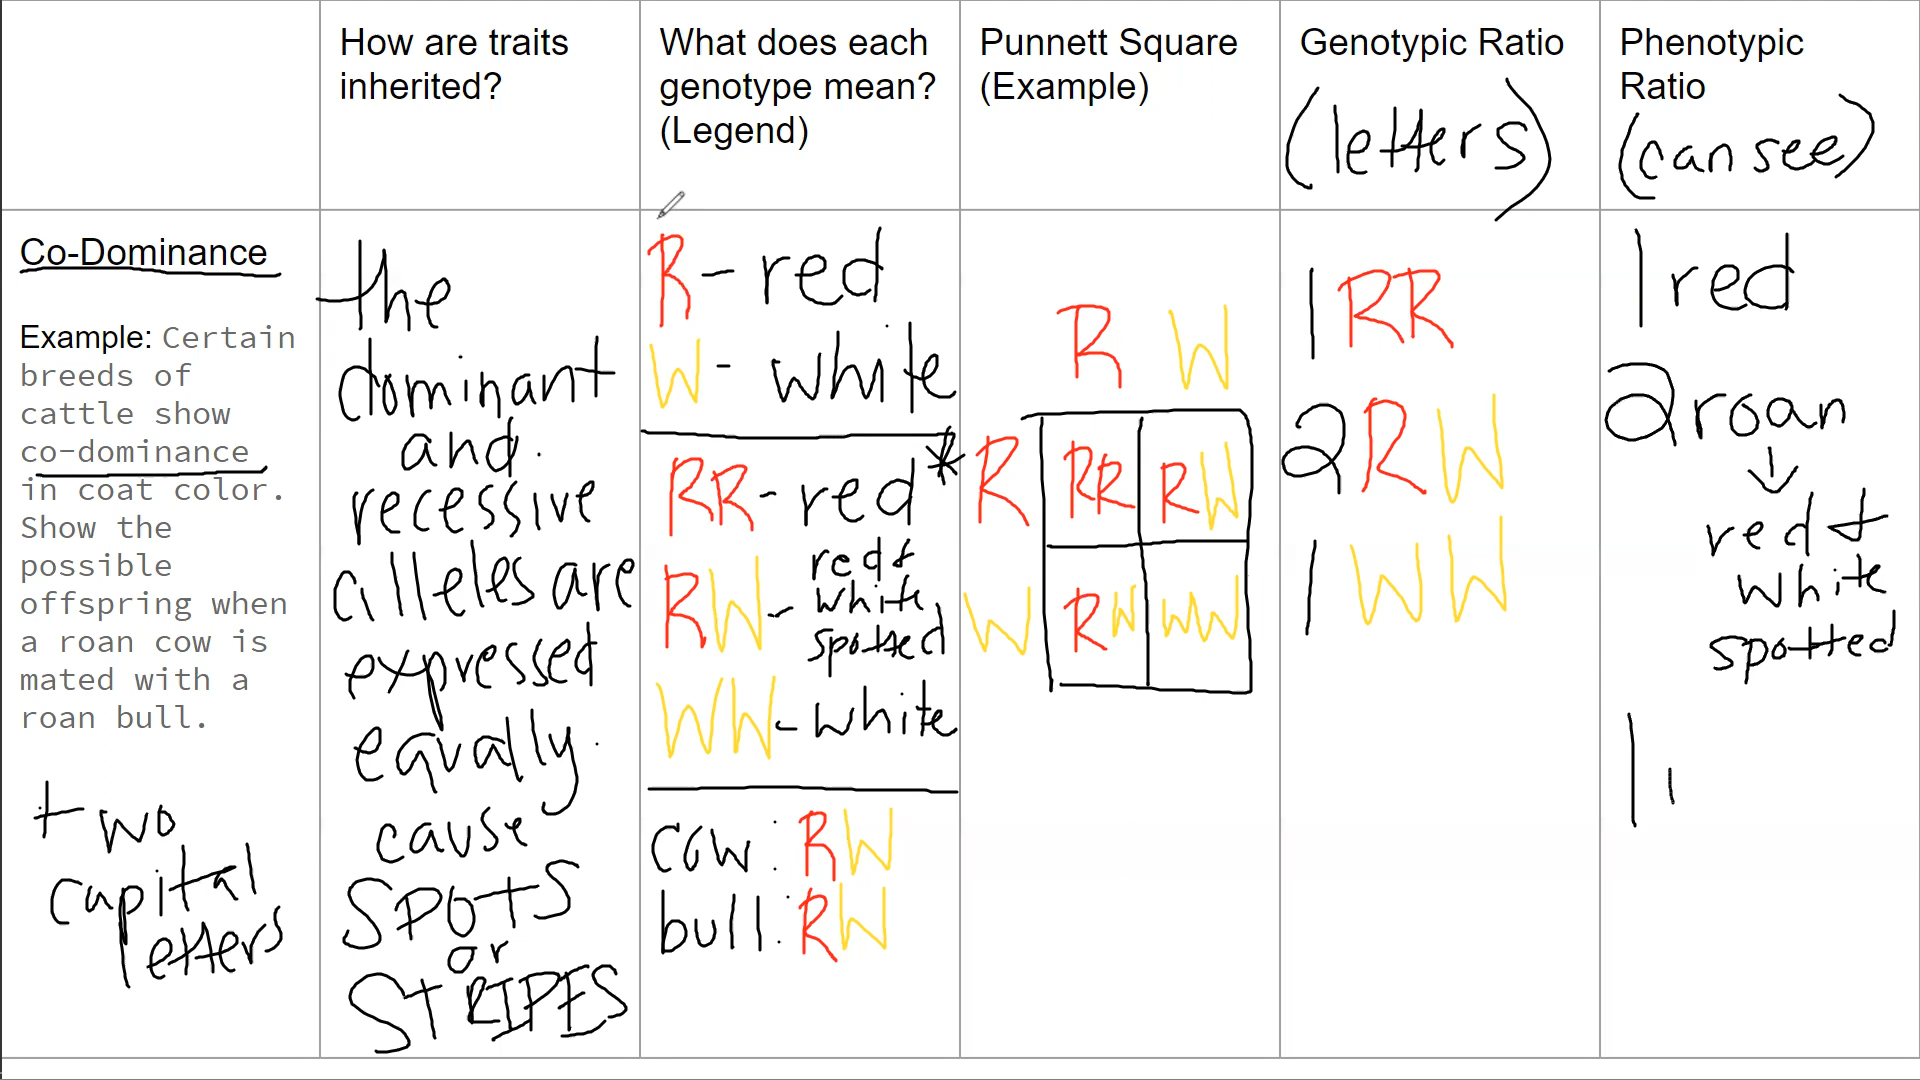 How are traits
inherited?
What does each
genotype mean?
(Legend)
Punnett Square
(Example)
Genotypic Ratio
(letters)
Phenotypic
Ratio
(can see)
Co-Dominance
Example: Certain
breeds of
cattle show
co-dominance
in coat color.
Show the
possible
offspring when
a roan cow is
mated with a
roan bull.
two
capital
letters
the
dominant
and
recessive
alleles are
expressed
equally.
cause
SPOTS
or
STRIPES
R - red
W - white
RR - red*
RW - red &
white
spotted
WW - white
cow: RW
bull: RW
R W
R RR RW
W RW WW
1 RR
2 RW
1 WW
1 red
2 roan
red &
white
spotted
1